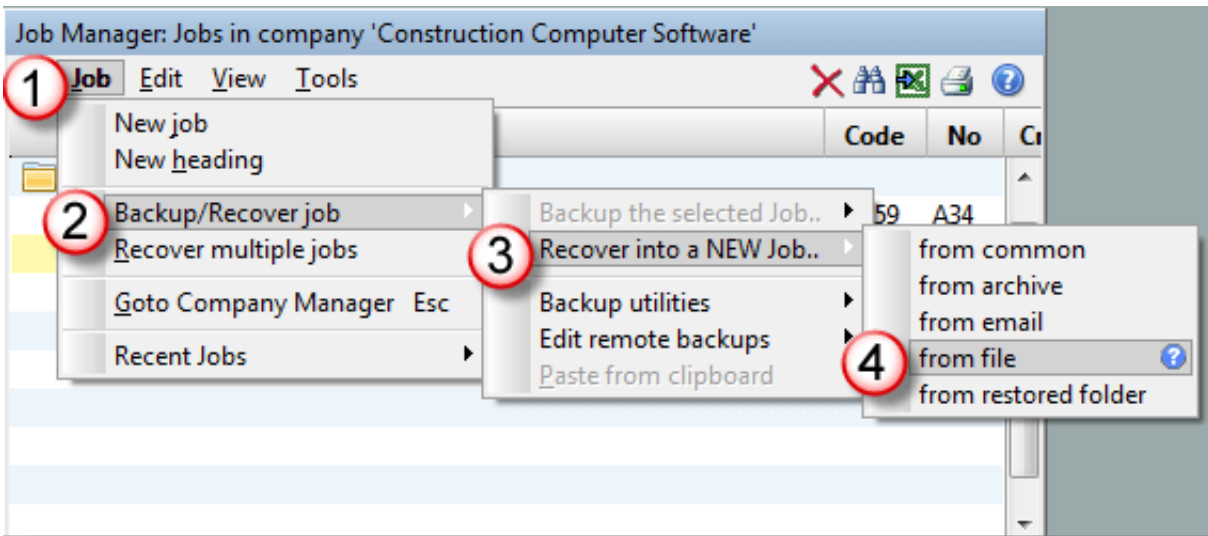 Job Manager: Jobs in company 'Construction Computer Software'
1 Job Edit View Tools
New job
New heading
Code No
2 Backup/Recover job
Recover multiple jobs
Goto Company Manager Esc
Recent Jobs
Backup the selected Job..
59 A34
3 Recover into a NEW Job..
Backup utilities
Edit remote backups
Paste from clipboard
from common
from archive
from email
4 from file
from restored folder